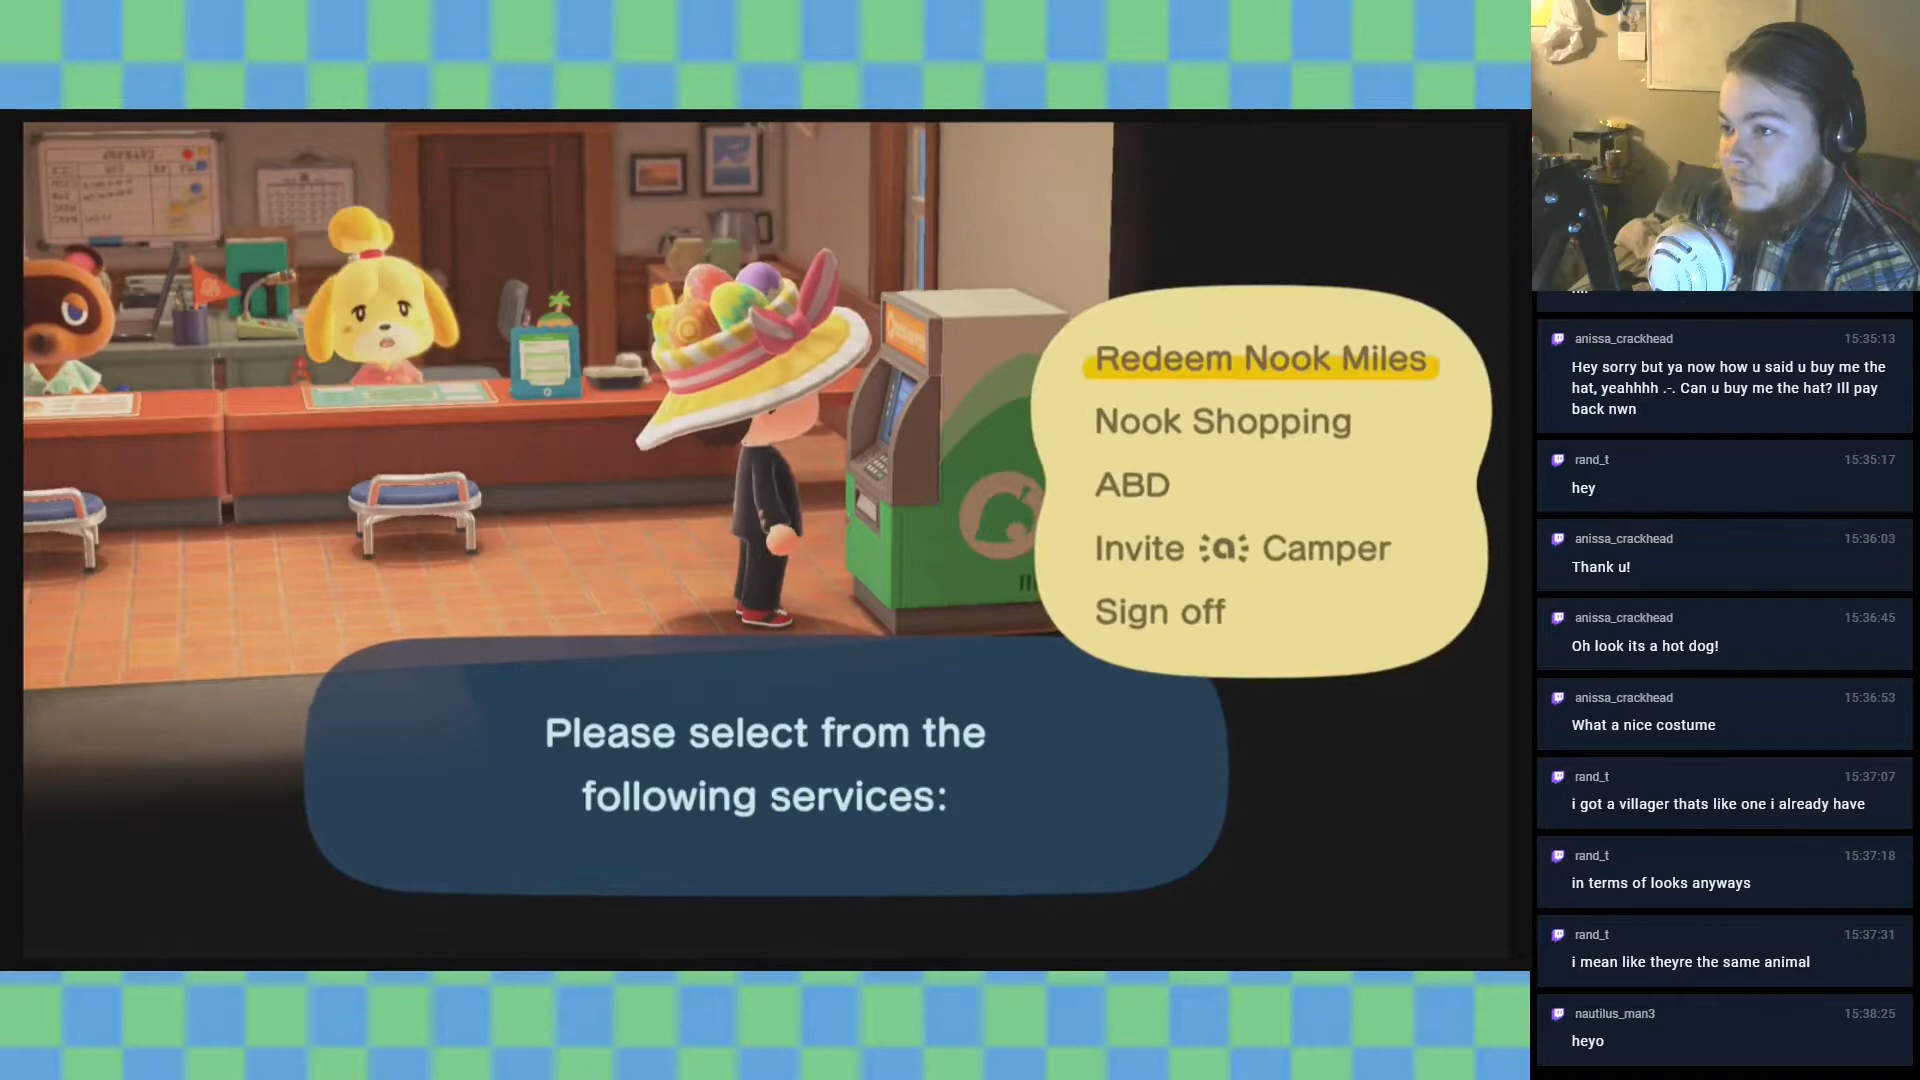 Redeem Nook Miles
Nook Shopping
ABD
Invite a Camper
Sign off
Please select from the
following services:
anissa_crackhead 15:35:13
Hey sorry but ya now how u said u buy me the
hat, yeahhhh .-. Can u buy me the hat? Ill pay
back nwn
rand_t 15:35:17
hey
anissa_crackhead 15:36:03
Thank u!
anissa_crackhead 15:36:45
Oh look its a hot dog!
anissa_crackhead 15:36:53
What a nice costume
rand_t 15:37:07
i got a villager thats like one i already have
rand_t 15:37:18
in terms of looks anyways
rand_t 15:37:31
i mean like theyre the same animal
nautilus_man3 15:38:25
heyo